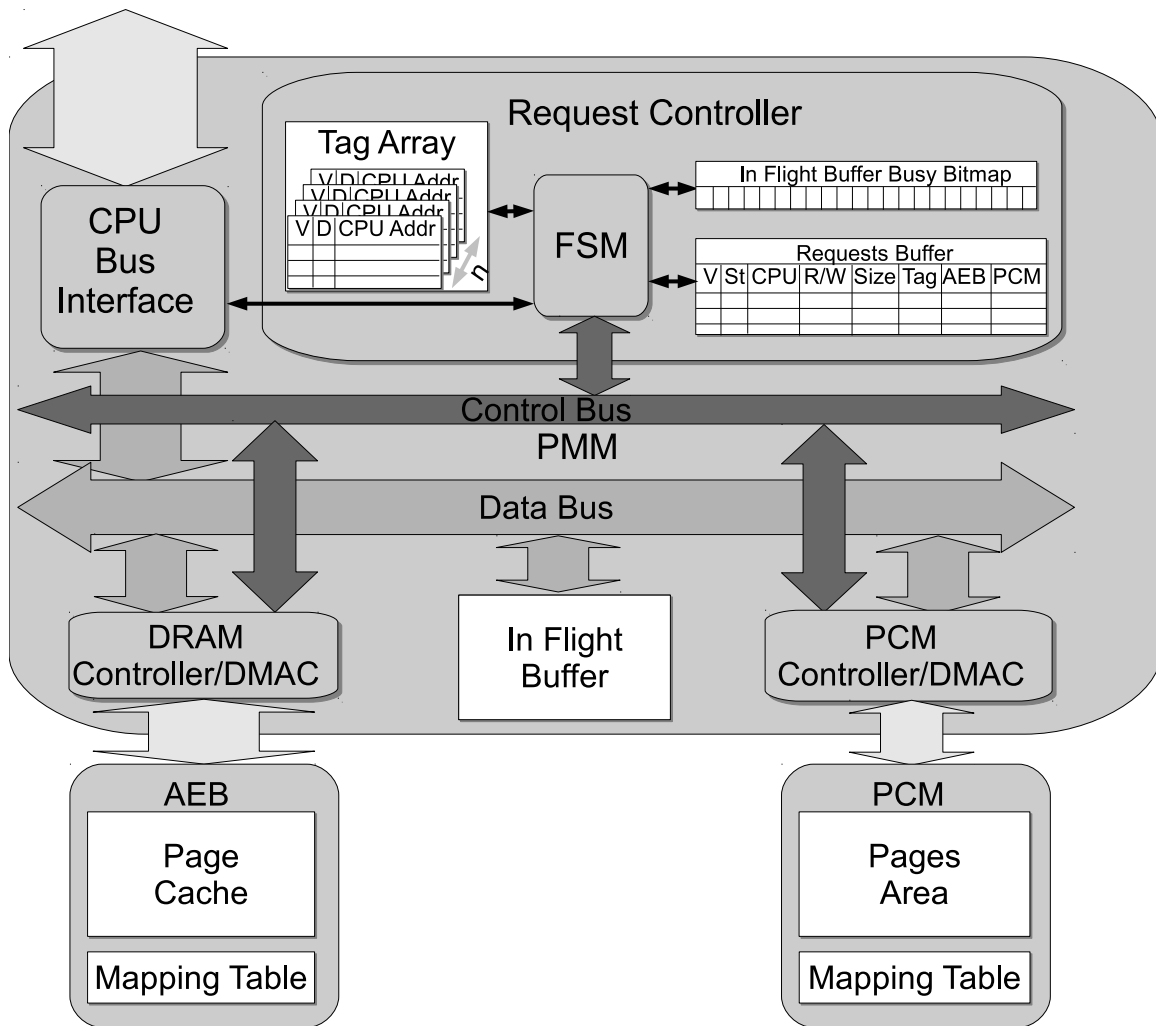 Request Controller
Tag Array
V D CPU Addr
V D CPU Addr
V D CPU Addr
V D CPU Addr
n
FSM
In Flight Buffer Busy Bitmap
Requests Buffer
V St CPU R/W Size Tag AEB PCM
CPU
Bus
Interface
Control Bus
PMM
Data Bus
DRAM
Controller/DMAC
In Flight
Buffer
PCM
Controller/DMAC
AEB
Page
Cache
Mapping Table
PCM
Pages
Area
Mapping Table